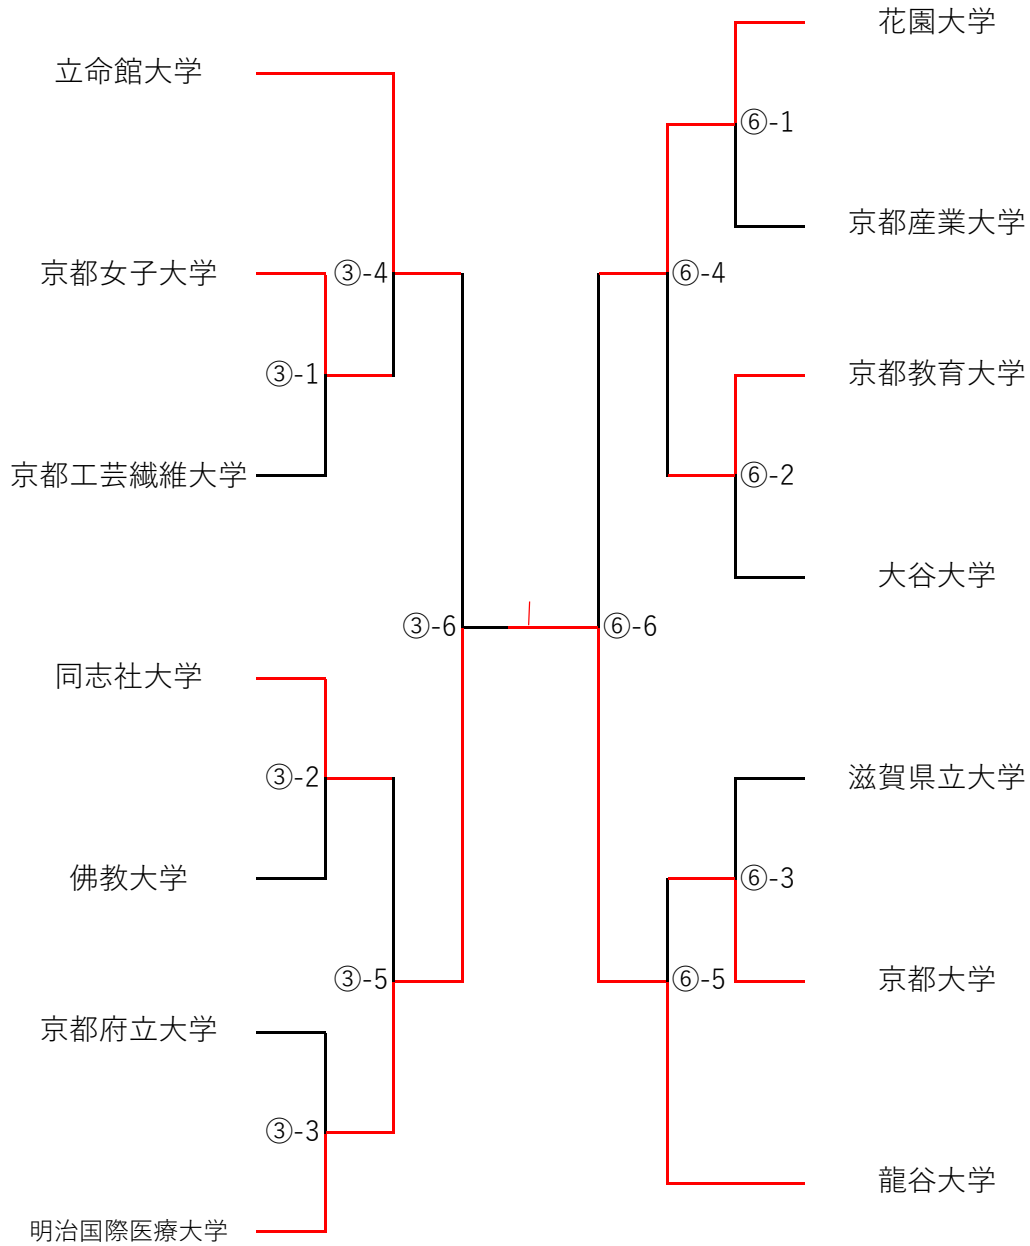 花園大学
立命館大学
⑥-1
京都産業大学
京都女子大学
③-4
⑥-4
③-1
京都教育大学
京都工芸繊維大学
⑥-2
大谷大学
③-6
⑥-6
同志社大学
③-2
滋賀県立大学
佛教大学
⑥-3
③-5
⑥-5
京都大学
京都府立大学
③-3
龍谷大学
明治国際医療大学